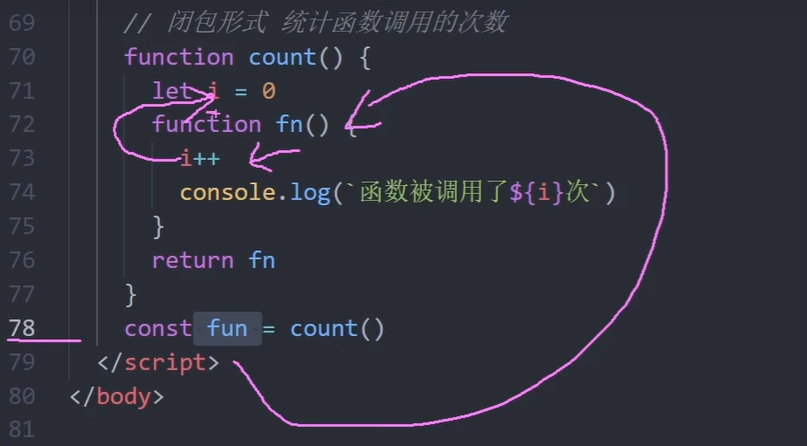 69 // 闭包形式 统计函数调用的次数
70 function count() {
71 let i = 0
72 function fn() {
73 i++
74 console.log(`函数被调用了${i}次`)
75 }
76 return fn
77 }
78 const fun = count()
79 </script>
80 </body>
81